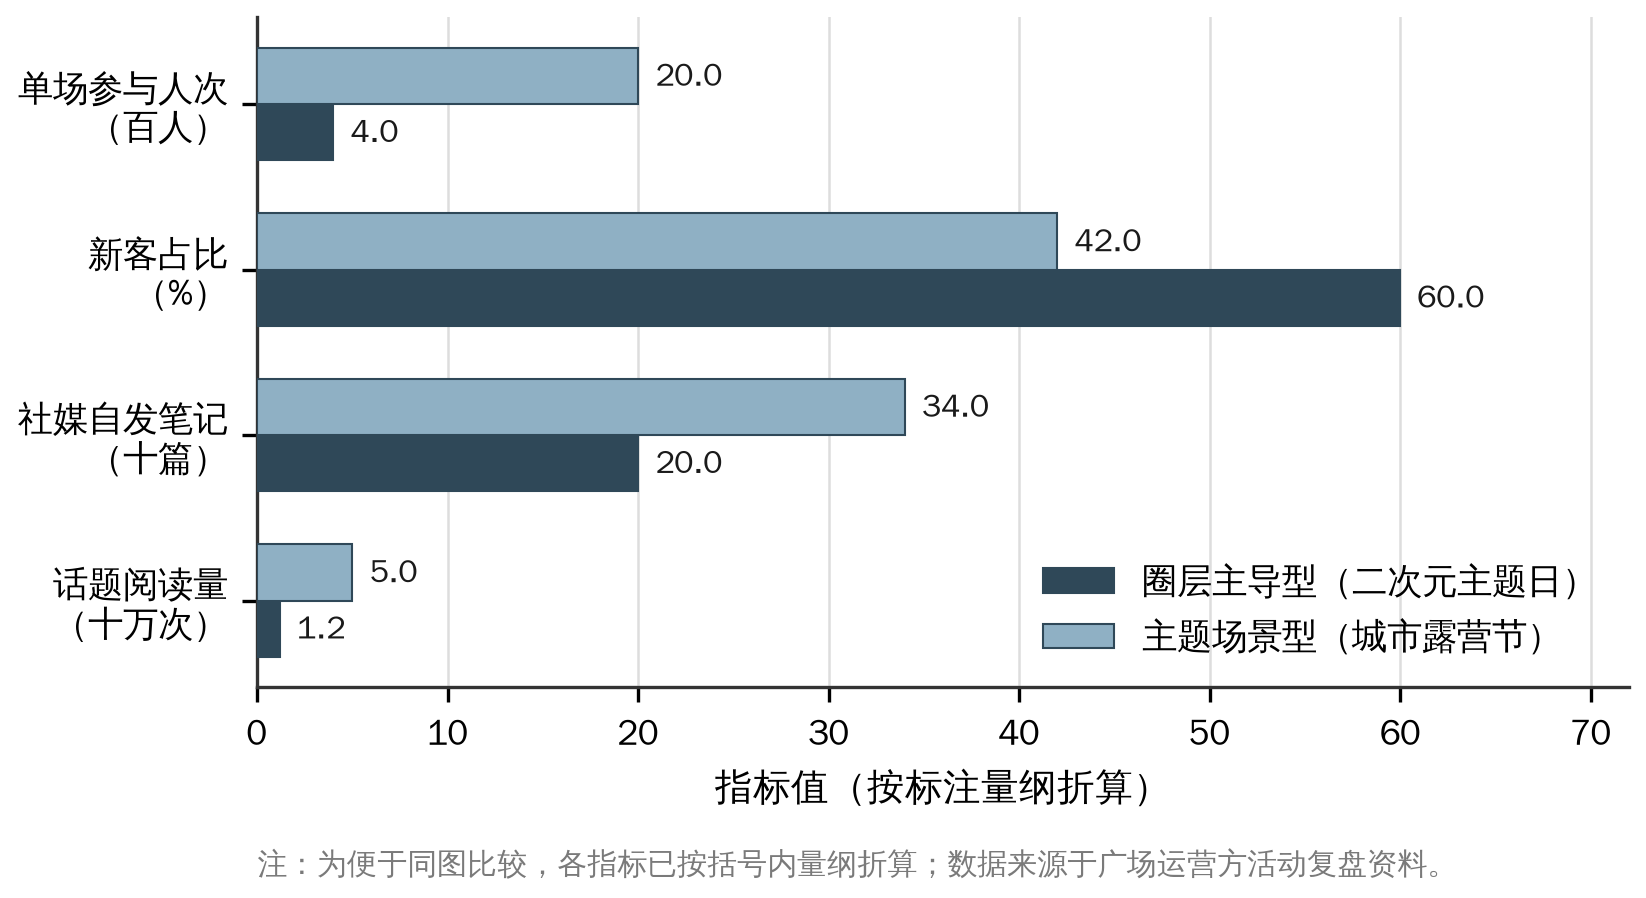 单场参与人次
（百人）
20.0
4.0
新客占比
（%）
42.0
60.0
社媒自发笔记
（十篇）
34.0
20.0
话题阅读量
（十万次）
5.0
1.2
圈层主导型（二次元主题日）
主题场景型（城市露营节）
0 10 20 30 40 50 60 70
指标值（按标注量纲折算）
注：为便于同图比较，各指标已按括号内量纲折算；数据来源于广场运营方活动复盘资料。